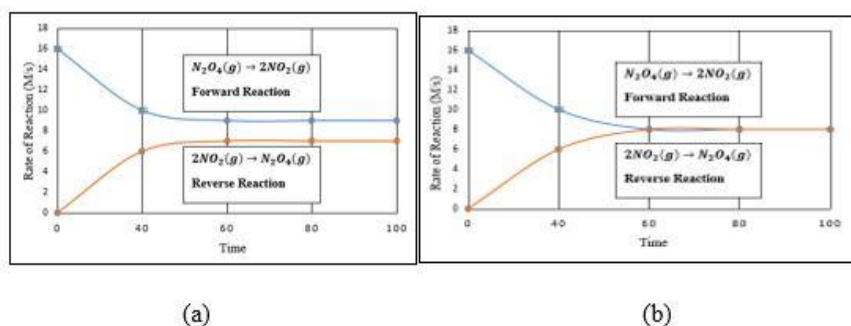 18
16
14
12
10
8
6
4
2
0
Rate of Reaction (M/s)
N₂O₄(g) → 2NO₂(g)
Forward Reaction
2NO₂(g) → N₂O₄(g)
Reverse Reaction
0 40 60 80 100
Time
(a)
18
16
14
12
10
8
6
4
2
0
Rate of Reaction (M/s)
N₂O₄(g) → 2NO₂(g)
Forward Reaction
2NO₂(g) → N₂O₄(g)
Reverse Reaction
0 40 60 80 100
Time
(b)